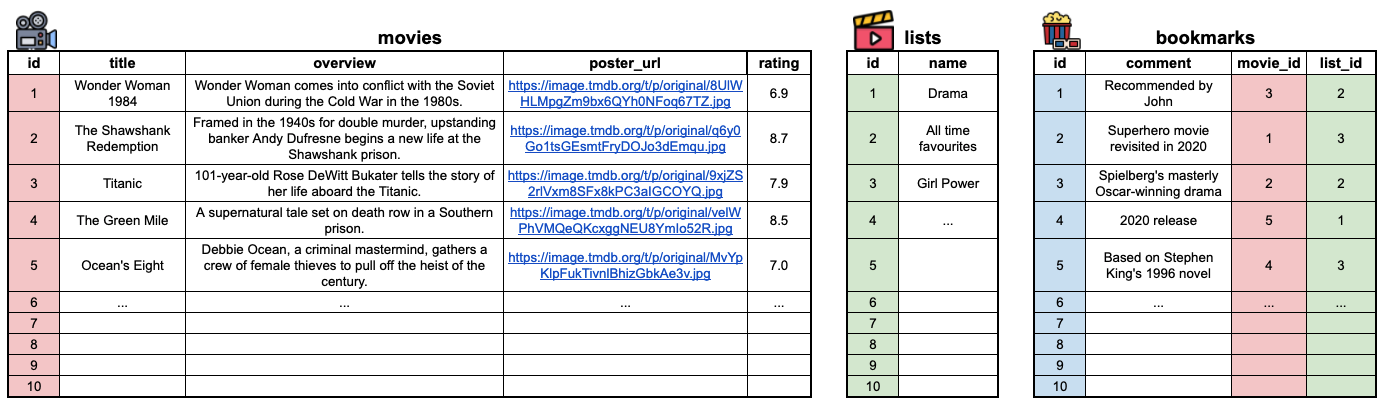 movies
id title overview poster_url rating
1 Wonder Woman 1984 Wonder Woman comes into conflict with the Soviet Union during the Cold War in the 1980s. https://image.tmdb.org/t/p/original/8UlWHLMpgZm9bx6QYh0NFoq67TZ.jpg 6.9
2 The Shawshank Redemption Framed in the 1940s for double murder, upstanding banker Andy Dufresne begins a new life at the Shawshank prison. https://image.tmdb.org/t/p/original/q6y0Go1tsGEsmtFryDOJo3dEmqu.jpg 8.7
3 Titanic 101-year-old Rose DeWitt Bukater tells the story of her life aboard the Titanic. https://image.tmdb.org/t/p/original/9xjZS2rlVxm8SFx8kPC3aIGCOYQ.jpg 7.9
4 The Green Mile A supernatural tale set on death row in a Southern prison. https://image.tmdb.org/t/p/original/velWPhVMQeQKcxggNEU8YmIo52R.jpg 8.5
5 Ocean's Eight Debbie Ocean, a criminal mastermind, gathers a crew of female thieves to pull off the heist of the century. https://image.tmdb.org/t/p/original/MvYpKlpFukTivnlBhizGbkAe3v.jpg 7.0
6 ... ... ... ...
7
8
9
10
lists
id name
1 Drama
2 All time favourites
3 Girl Power
4 ...
5
6
7
8
9
10
bookmarks
id comment movie_id list_id
1 Recommended by John 3 2
2 Superhero movie revisited in 2020 1 3
3 Spielberg's masterly Oscar-winning drama 2 2
4 2020 release 5 1
5 Based on Stephen King's 1996 novel 4 3
6 ... ... ...
7
8
9
10